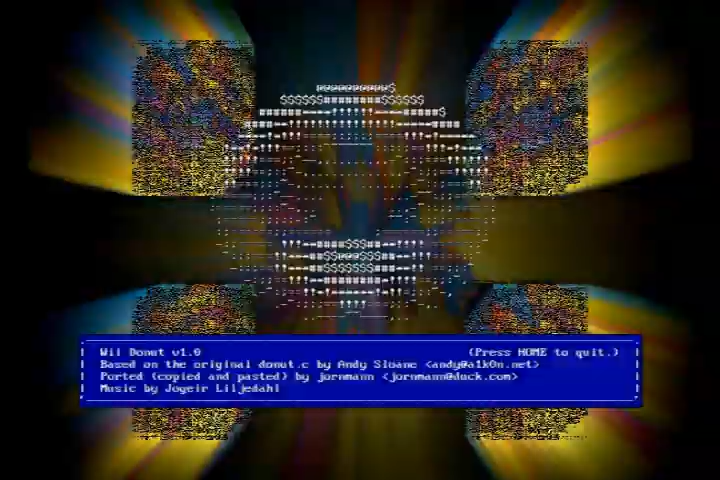 Wii Donut v1.0 (Press HOME to quit.)
Based on the original donut.c by Andy Sloane <andy@a1k0n.net>
Ported (copied and pasted) by jornmann <jornmann@duck.com>
Music by Jogeir Liljedahl